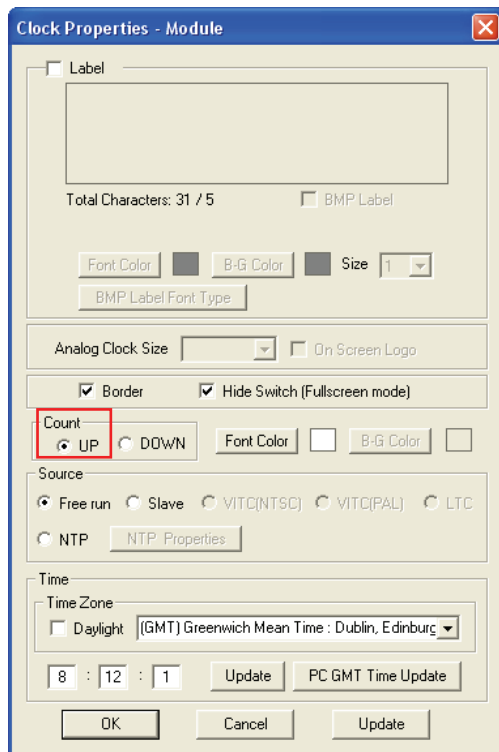 Clock Properties - Module
Label
Total Characters: 31 / 5
BMP Label
Font Color
B-G Color
Size
1
BMP Label Font Type
Analog Clock Size
On Screen Logo
Border
Hide Switch (Fullscreen mode)
Count
UP
DOWN
Font Color
B-G Color
Source
Free run
Slave
VITC(NTSC)
VITC(PAL)
LTC
NTP
NTP Properties
Time
Time Zone
Daylight
(GMT) Greenwich Mean Time : Dublin, Edinburg
8 : 12 : 1
Update
PC GMT Time Update
OK
Cancel
Update